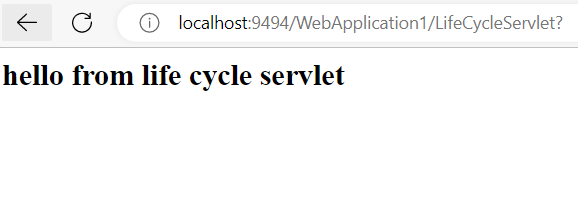 localhost:9494/WebApplication1/LifeCycleServlet?
hello from life cycle servlet